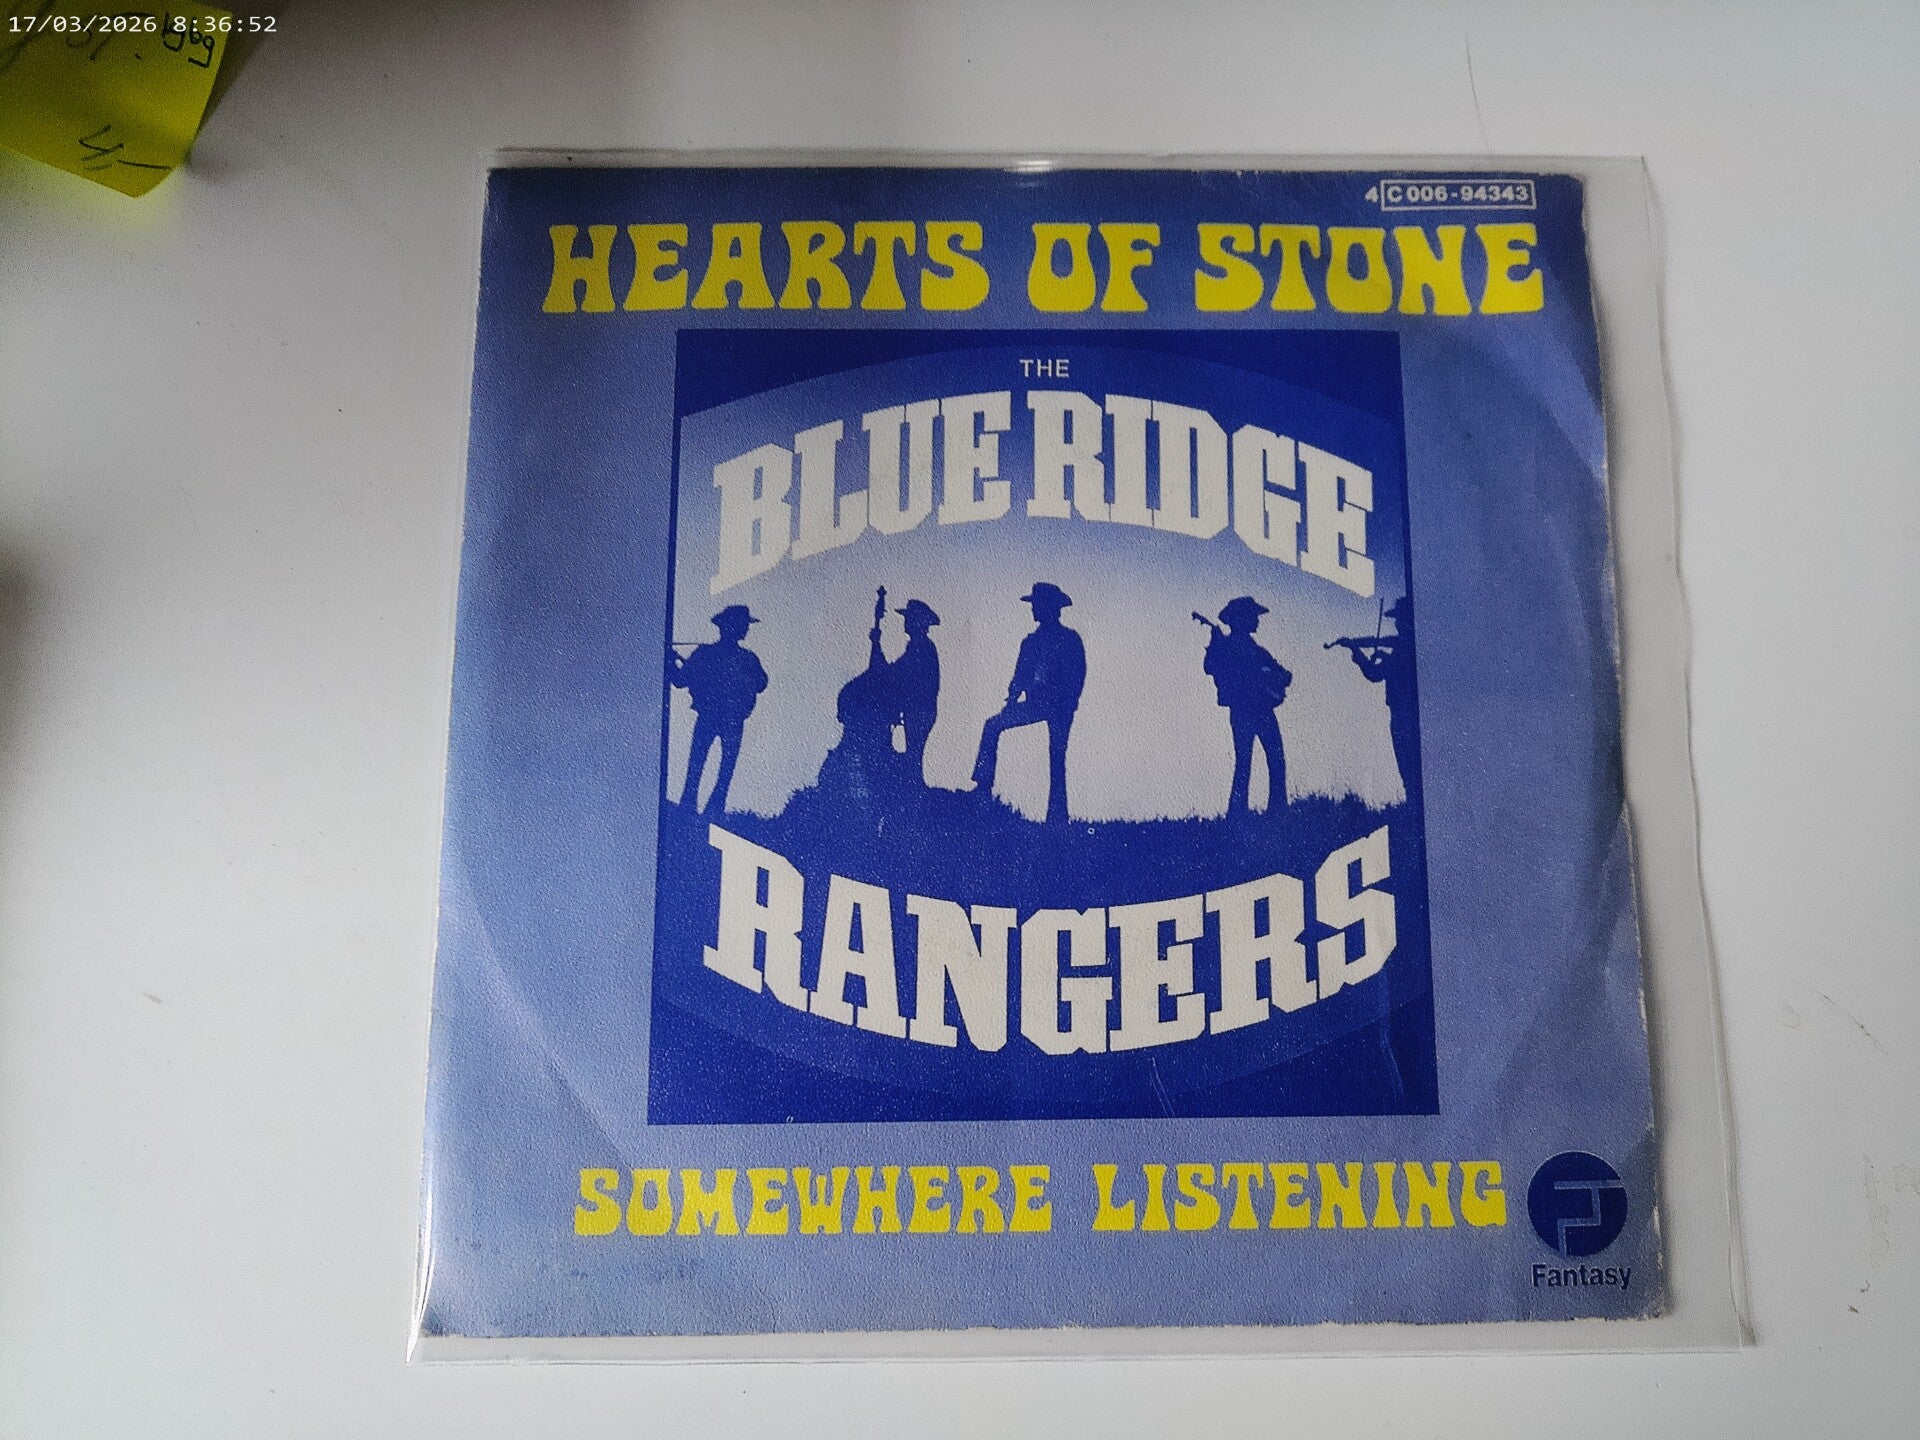 17/03/2026 8:36:52
4 C 006-94343
HEARTS OF STONE
THE
BLUE RIDGE
RANGERS
SOMEWHERE LISTENING
Fantasy